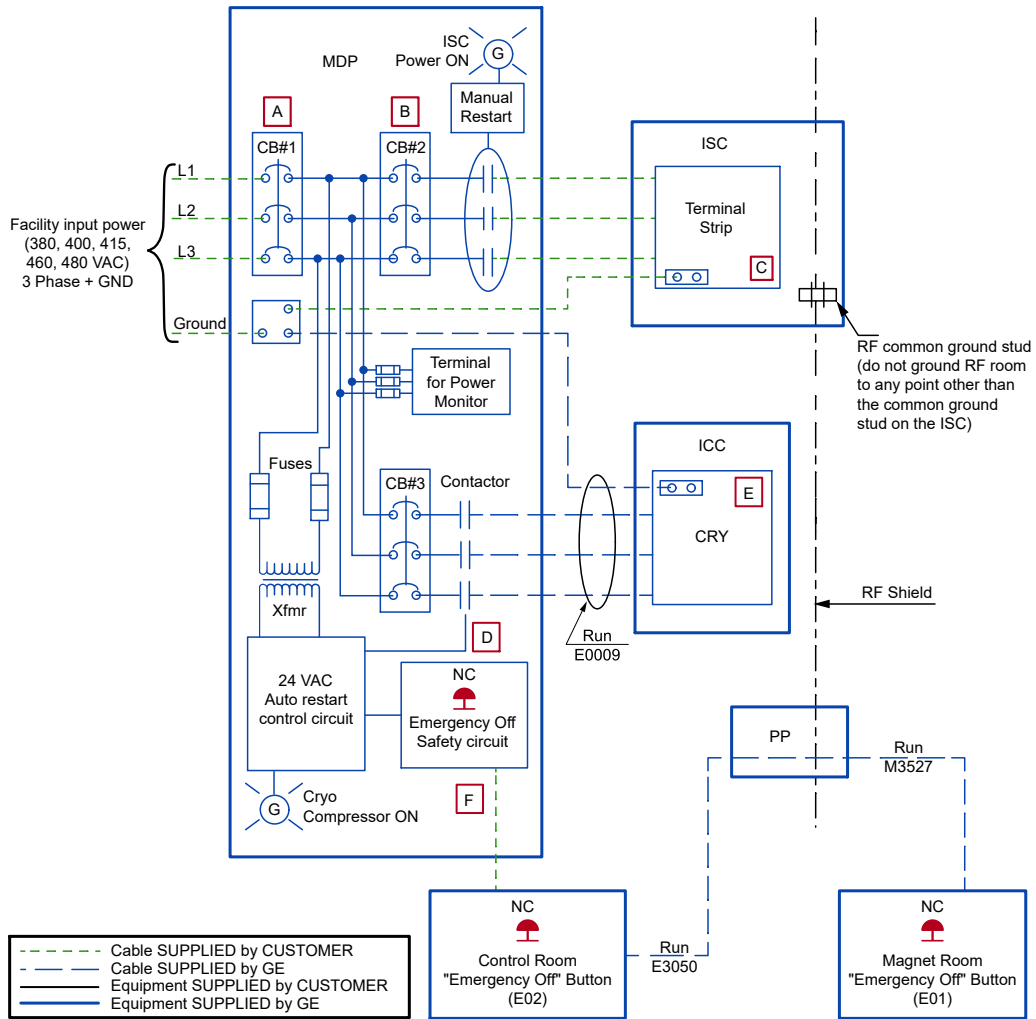 MDP
ISC
Power ON
G
Manual
Restart
A
B
CB#1
CB#2
L1
L2
L3
Ground
Facility input power
(380, 400, 415,
460, 480 VAC)
3 Phase + GND
ISC
Terminal
Strip
C
RF common ground stud
(do not ground RF room
to any point other than
the common ground
stud on the ISC)
Terminal
for Power
Monitor
Fuses
CB#3
Contactor
ICC
E
CRY
RF Shield
Xfmr
D
Run
E0009
24 VAC
Auto restart
control circuit
NC
Emergency Off
Safety circuit
G
Cryo
Compressor ON
F
PP
Run
M3527
NC
Control Room
"Emergency Off" Button
(E02)
Run
E3050
NC
Magnet Room
"Emergency Off" Button
(E01)
Cable SUPPLIED by CUSTOMER
Cable SUPPLIED by GE
Equipment SUPPLIED by CUSTOMER
Equipment SUPPLIED by GE